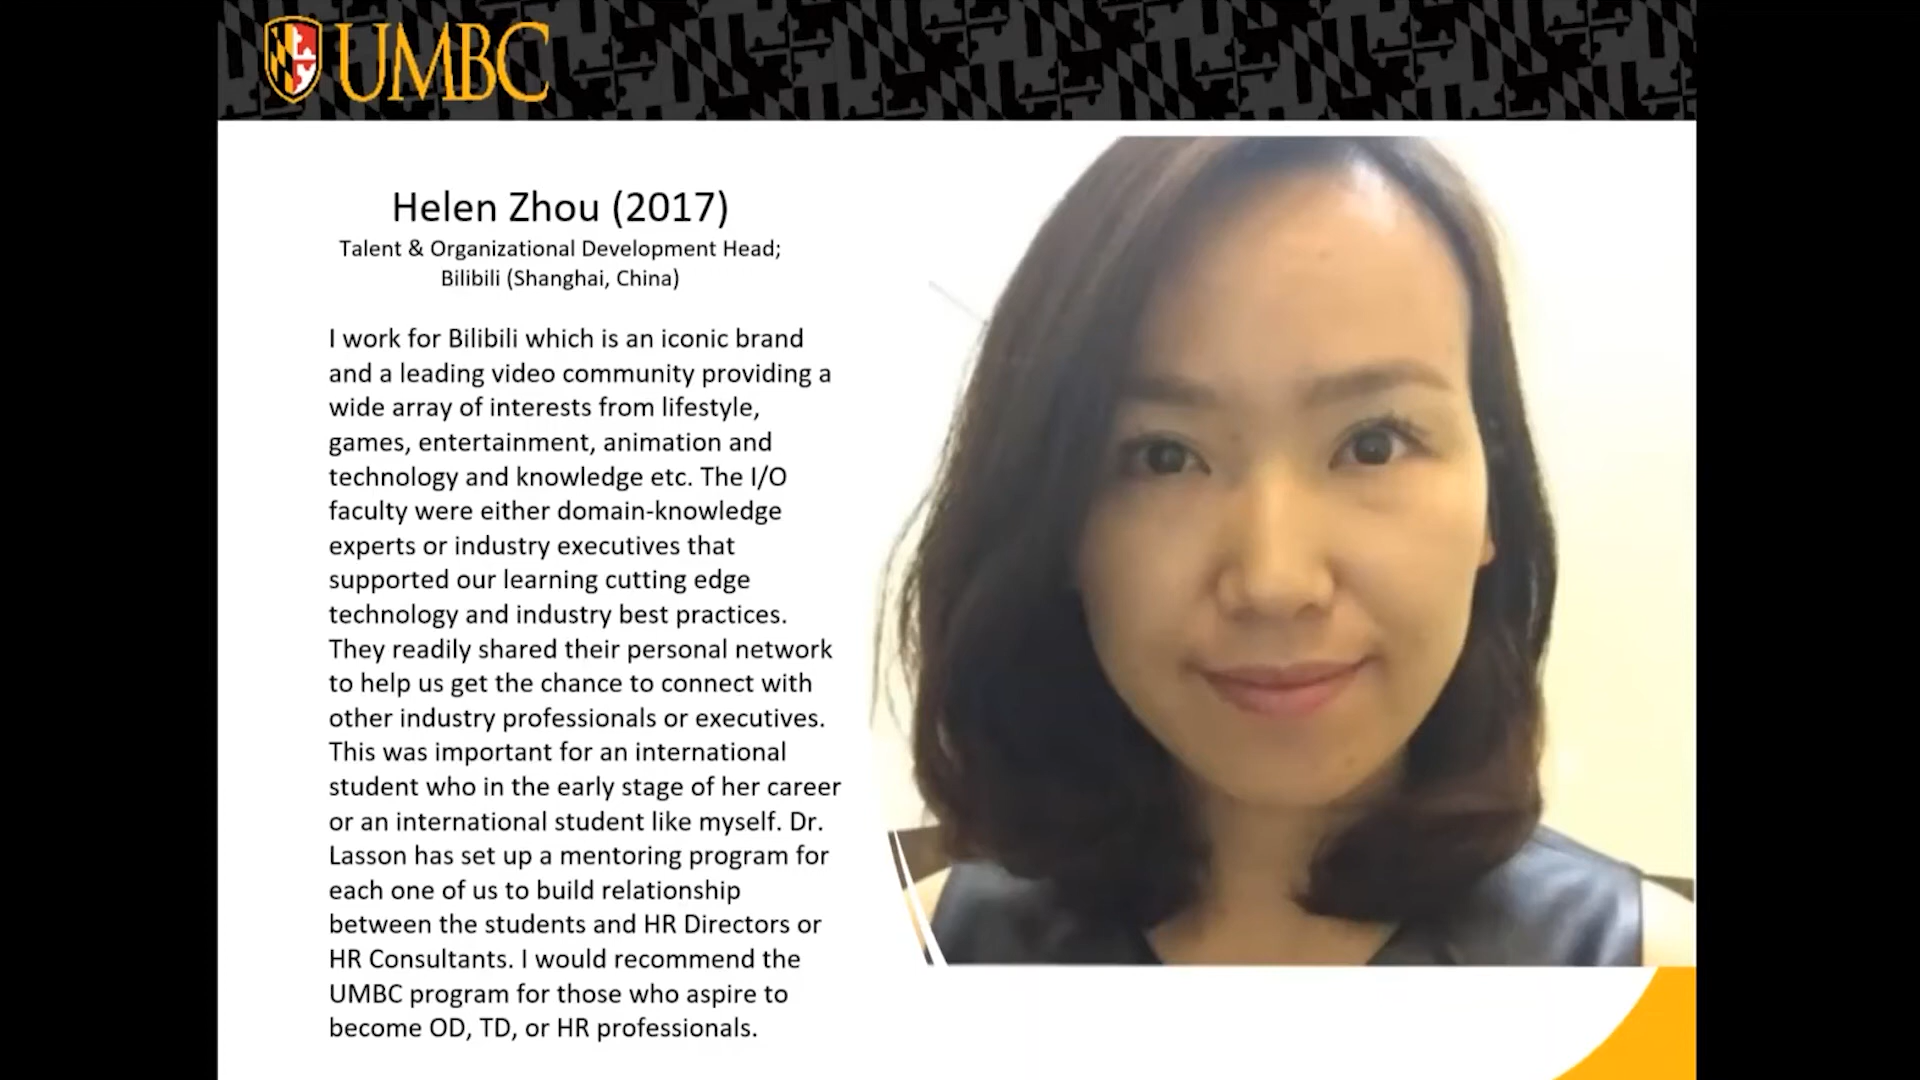 UMBC
Helen Zhou (2017)
Talent & Organizational Development Head;
Bilibili (Shanghai, China)
I work for Bilibili which is an iconic brand
and a leading video community providing a
wide array of interests from lifestyle,
games, entertainment, animation and
technology and knowledge etc. The I/O
faculty were either domain-knowledge
experts or industry executives that
supported our learning cutting edge
technology and industry best practices.
They readily shared their personal network
to help us get the chance to connect with
other industry professionals or executives.
This was important for an international
student who in the early stage of her career
or an international student like myself. Dr.
Lasson has set up a mentoring program for
each one of us to build relationship
between the students and HR Directors or
HR Consultants. I would recommend the
UMBC program for those who aspire to
become OD, TD, or HR professionals.